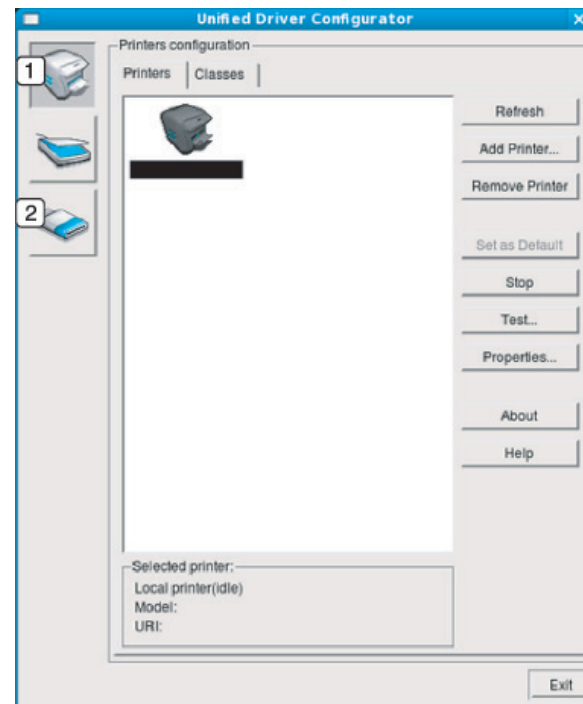 Unified Driver Configurator
Printers configuration
1
Printers
Classes
Refresh
Add Printer...
Remove Printer
2
Set as Default
Stop
Test...
Properties...
About
Help
Selected printer:
Local printer(idle)
Model:
URI:
Exit